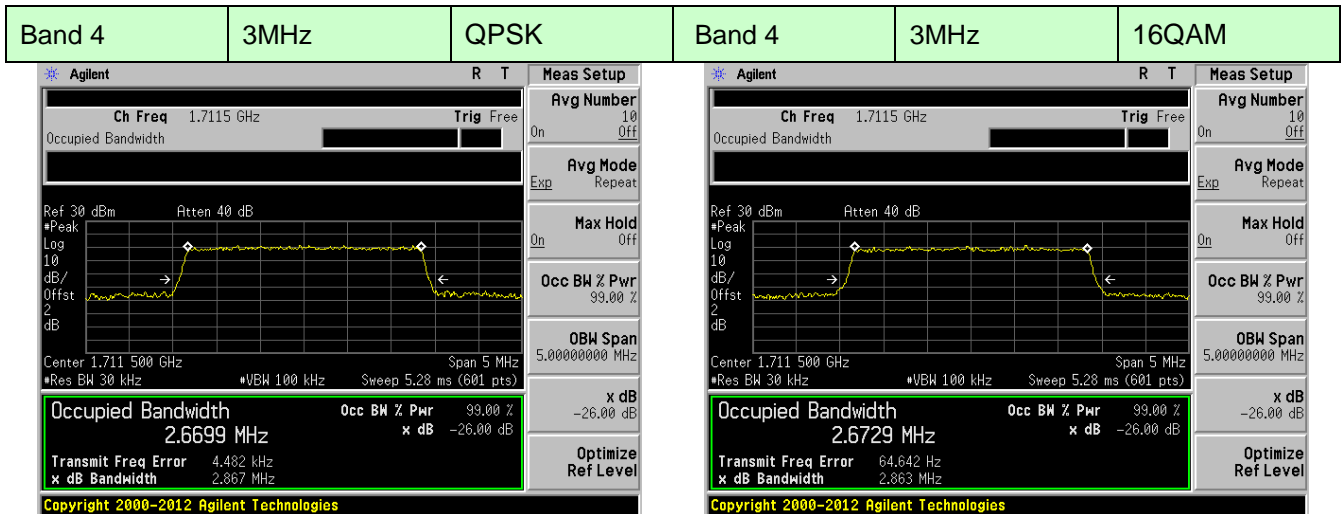 Band 4 3MHz QPSK Band 4 3MHz 16QAM
Agilent R T Meas Setup
Ch Freq 1.7115 GHz Trig Free
Occupied Bandwidth
Avg Number
10
On Off
Avg Mode
Exp Repeat
Ref 30 dBm Atten 40 dB
#Peak
Log
10
dB/
Offst
2
dB
Max Hold
On Off
Occ BW % Pwr
99.00 %
Center 1.711 500 GHz Span 5 MHz
#Res BW 30 kHz #VBW 100 kHz Sweep 5.28 ms (601 pts)
OBW Span
5.00000000 MHz
Occupied Bandwidth Occ BW % Pwr 99.00 %
2.6699 MHz x dB -26.00 dB
Transmit Freq Error 4.482 kHz
x dB Bandwidth 2.867 MHz
x dB
-26.00 dB
Optimize
Ref Level
Copyright 2000-2012 Agilent Technologies
Agilent R T Meas Setup
Ch Freq 1.7115 GHz Trig Free
Occupied Bandwidth
Avg Number
10
On Off
Avg Mode
Exp Repeat
Ref 30 dBm Atten 40 dB
#Peak
Log
10
dB/
Offst
2
dB
Max Hold
On Off
Occ BW % Pwr
99.00 %
Center 1.711 500 GHz Span 5 MHz
#Res BW 30 kHz #VBW 100 kHz Sweep 5.28 ms (601 pts)
OBW Span
5.00000000 MHz
Occupied Bandwidth Occ BW % Pwr 99.00 %
2.6729 MHz x dB -26.00 dB
Transmit Freq Error 64.642 Hz
x dB Bandwidth 2.863 MHz
x dB
-26.00 dB
Optimize
Ref Level
Copyright 2000-2012 Agilent Technologies